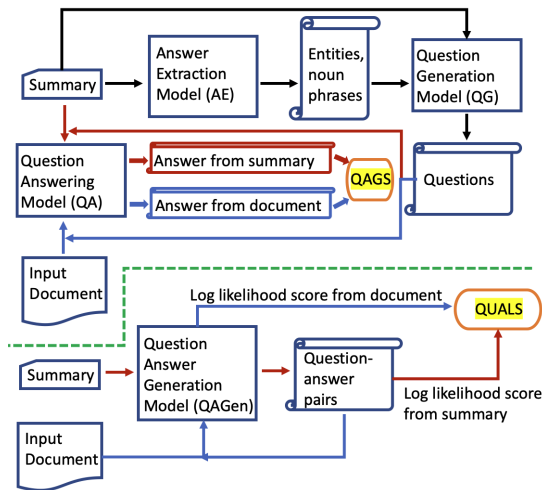 Summary
Answer
Extraction
Model (AE)
Entities,
noun
phrases
Question
Generation
Model (QG)
Question
Answering
Model (QA)
Answer from summary
Answer from document
QAGS
Questions
Input
Document
Log likelihood score from document
QUALS
Summary
Question
Answer
Generation
Model (QAGen)
Question-
answer
pairs
Log likelihood score
from summary
Input
Document